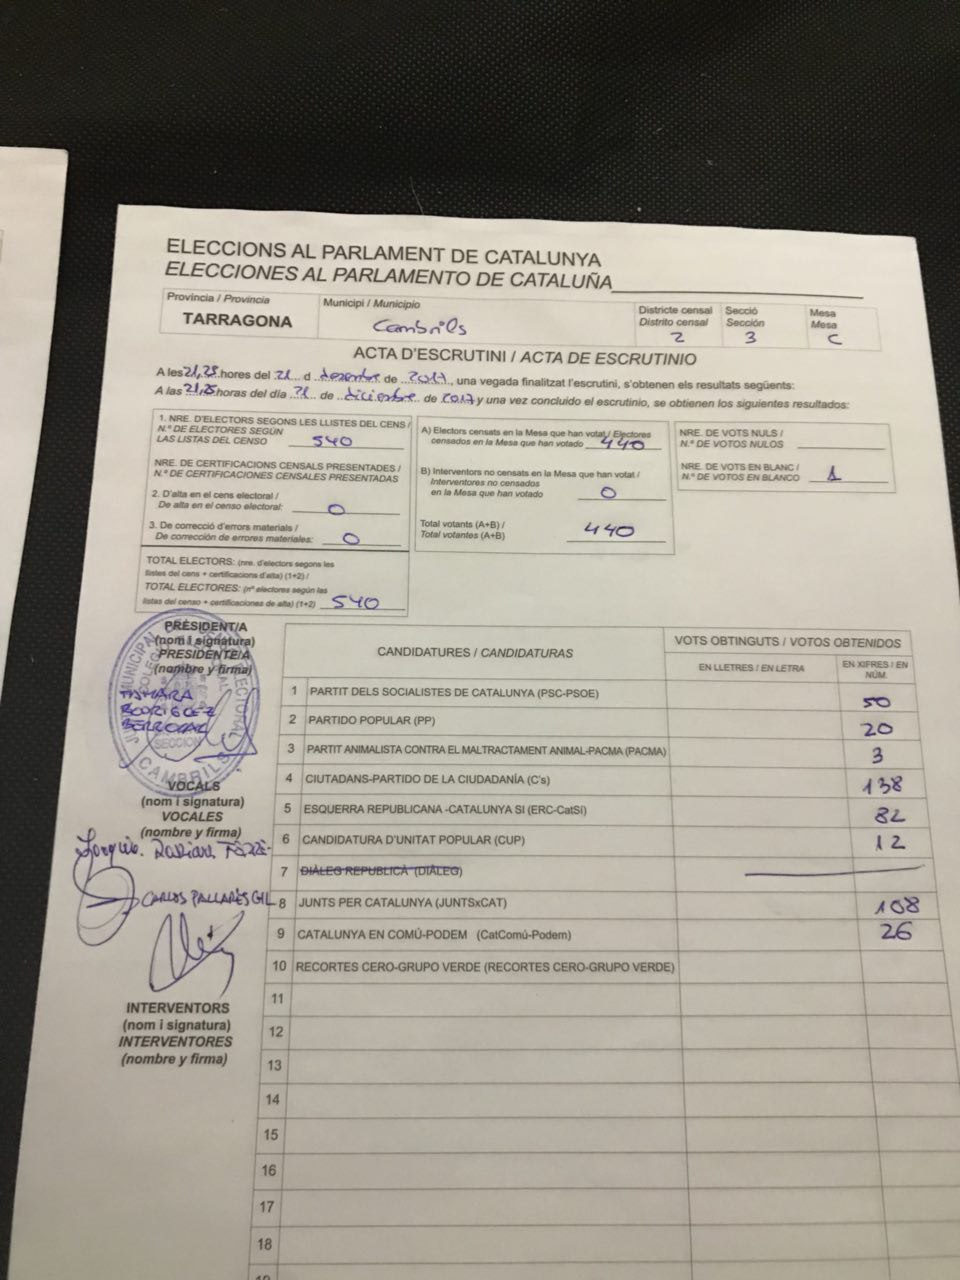 ELECCIONS AL PARLAMENT DE CATALUNYA
ELECCIONES AL PARLAMENTO DE CATALUÑA
Provincia / Provincia
TARRAGONA
Municipi / Municipio
Cambrils
Districte censal
Distrito censal
2
Secció
Sección
3
Mesa
Mesa
C
ACTA D'ESCRUTINI / ACTA DE ESCRUTINIO
A les 21,25 hores del 21 d desembre de 2017, una vegada finalitzat l'escrutini, s'obtenen els resultats següents:
A las 21,25 horas del día 21 de diciembre de 2017 y una vez concluido el escrutinio, se obtienen los siguientes resultados:
1. NRE. D'ELECTORS SEGONS LES LLISTES DEL CENS /
N.º DE ELECTORES SEGÚN
LAS LISTAS DEL CENSO 540
NRE. DE CERTIFICACIONS CENSALS PRESENTADES /
N.º DE CERTIFICACIONES CENSALES PRESENTADAS
2. D'alta en el cens electoral /
De alta en el censo electoral: 0
3. De correcció d'errors materials /
De corrección de errores materiales: 0
TOTAL ELECTORS: (nre. d'electors segons les
llistes del cens + certificacions d'alta) (1+2) /
TOTAL ELECTORES: (nº electores según las
listas del censo + certificaciones de alta) (1+2) 540
A) Electors censats en la Mesa que han votat / Electores
censados en la Mesa que han votado 440
B) Interventors no censats en la Mesa que han votat /
Interventores no censados
en la Mesa que han votado 0
Total votants (A+B) /
Total votantes (A+B) 440
NRE. DE VOTS NULS /
N.º DE VOTOS NULOS
NRE. DE VOTS EN BLANC /
N.º DE VOTOS EN BLANCO 1
PRESIDENT/A
(nom i signatura)
PRESIDENTE/A
(nombre y firma)
TAMARA
RODRIGUEZ
BERROCAL
CAMBRILS
VOCALS
(nom i signatura)
VOCALES
(nombre y firma)
CARLOS PALLARÈS GIL
INTERVENTORS
(nom i signatura)
INTERVENTORES
(nombre y firma)
CANDIDATURES / CANDIDATURAS
VOTS OBTINGUTS / VOTOS OBTENIDOS
EN LLETRES / EN LETRA
EN XIFRES / EN NÚM.
1 PARTIT DELS SOCIALISTES DE CATALUNYA (PSC-PSOE) 50
2 PARTIDO POPULAR (PP) 20
3 PARTIT ANIMALISTA CONTRA EL MALTRACTAMENT ANIMAL-PACMA (PACMA) 3
4 CIUTADANS-PARTIDO DE LA CIUDADANÍA (C's) 138
5 ESQUERRA REPUBLICANA -CATALUNYA SI (ERC-CatSí) 82
6 CANDIDATURA D'UNITAT POPULAR (CUP) 12
7 DIÀLEG REPUBLICÀ (DIÀLEG)
8 JUNTS PER CATALUNYA (JUNTSxCAT) 108
9 CATALUNYA EN COMÚ-PODEM (CatComú-Podem) 26
10 RECORTES CERO-GRUPO VERDE (RECORTES CERO-GRUPO VERDE)
11
12
13
14
15
16
17
18